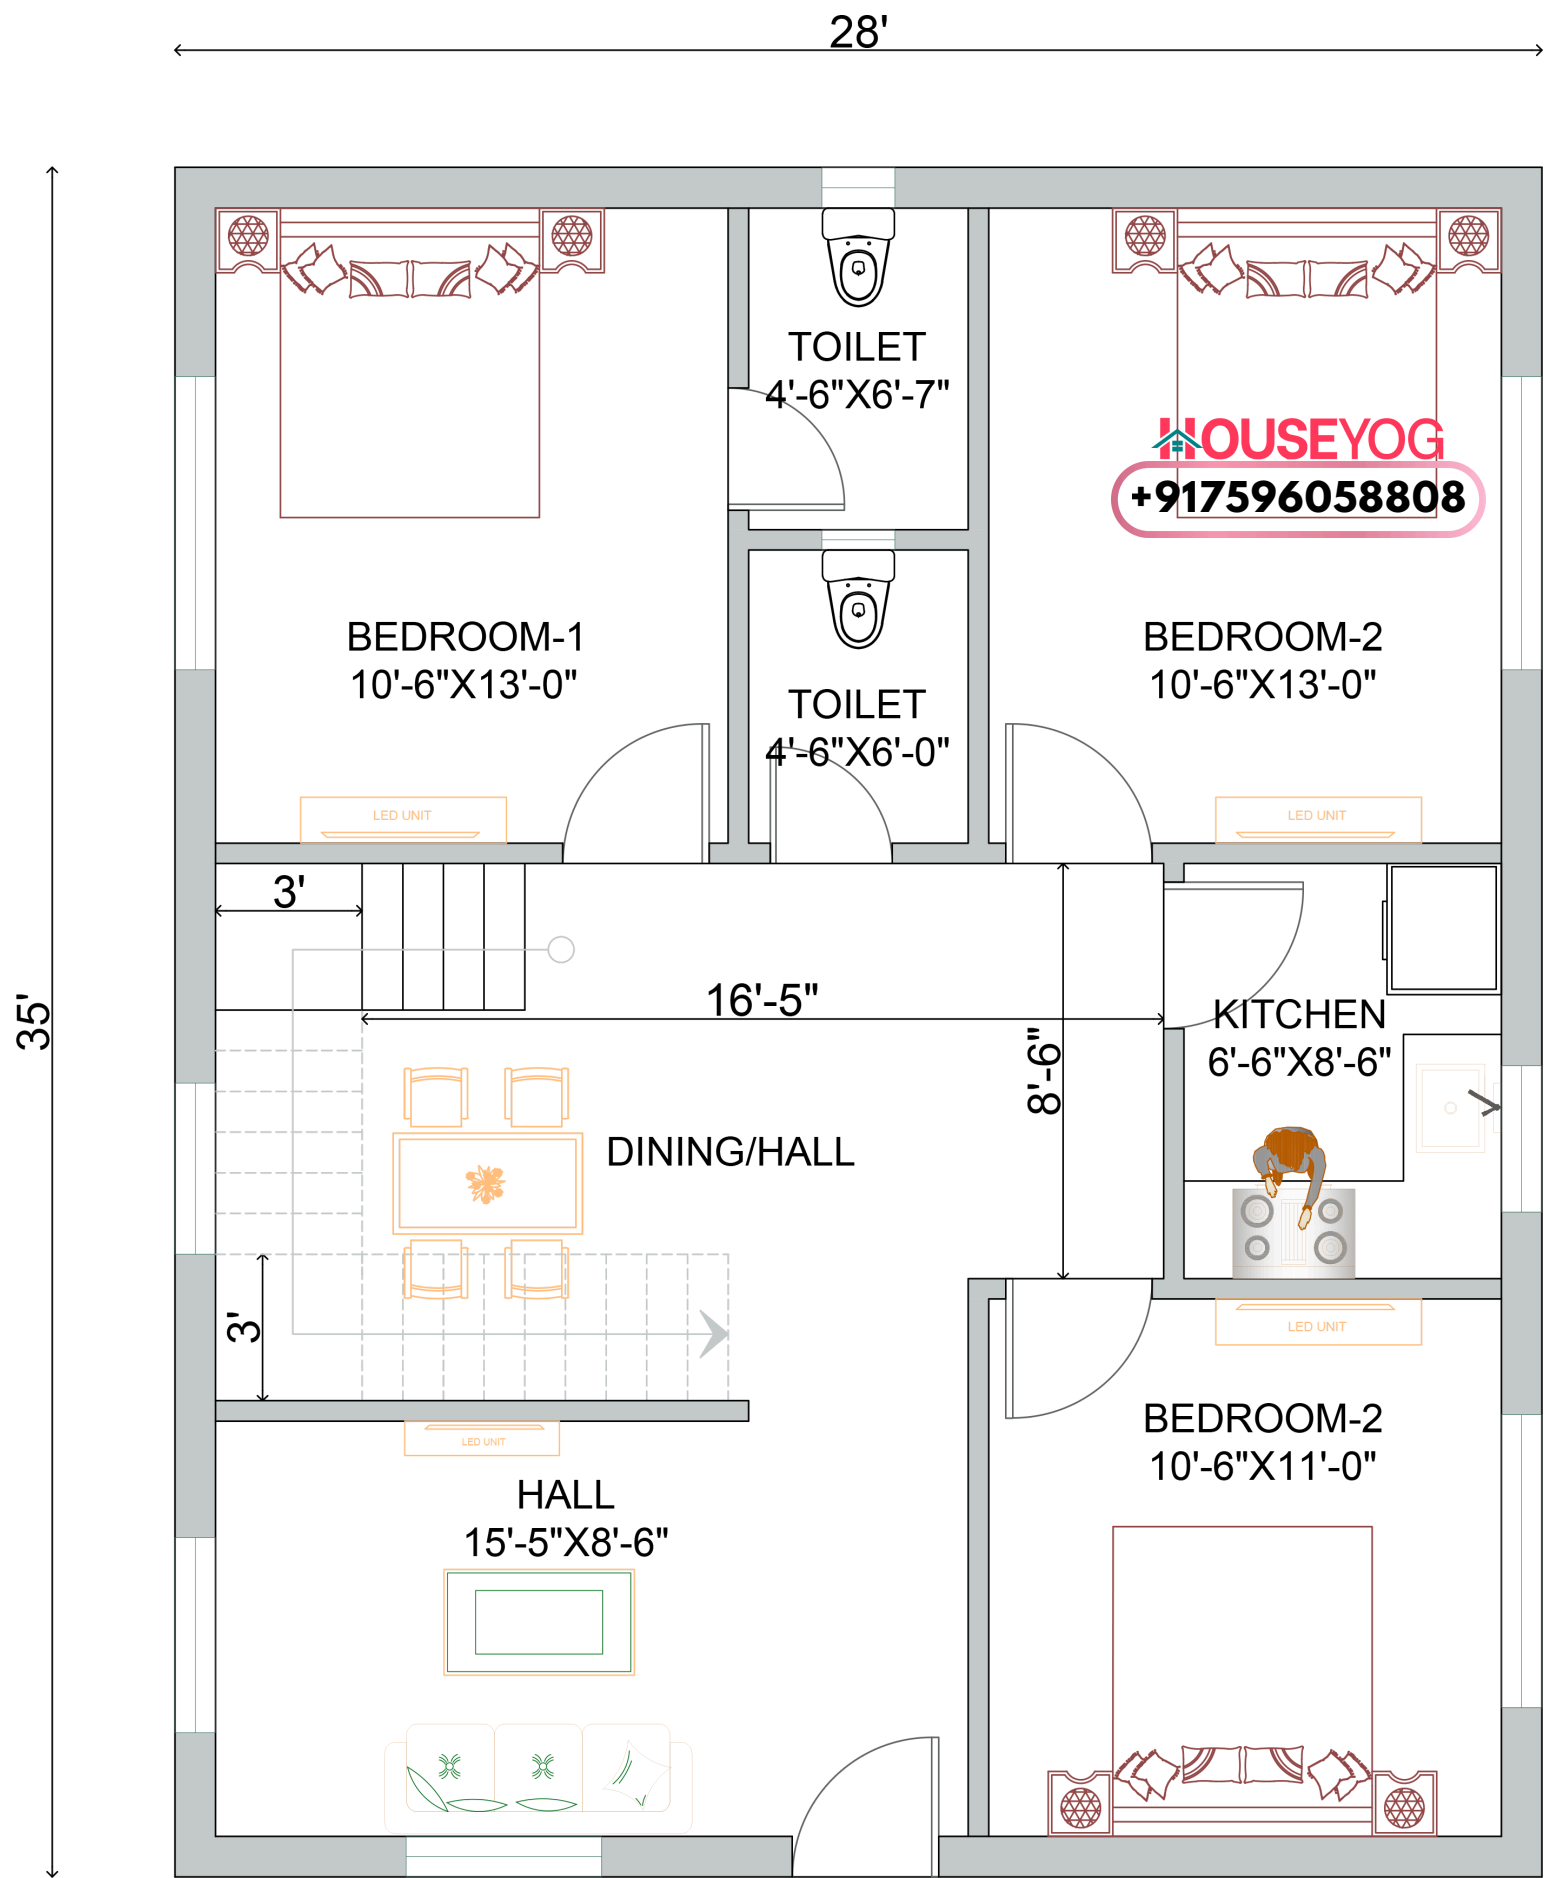 28'
35'
TOILET
4'-6"X6'-7"
HOUSEYOG
+917596058808
BEDROOM-1
10'-6"X13'-0"
BEDROOM-2
10'-6"X13'-0"
TOILET
4'-6"X6'-0"
LED UNIT
LED UNIT
3'
16'-5"
8'-6"
KITCHEN
6'-6"X8'-6"
DINING/HALL
3'
LED UNIT
BEDROOM-2
10'-6"X11'-0"
LED UNIT
HALL
15'-5"X8'-6"